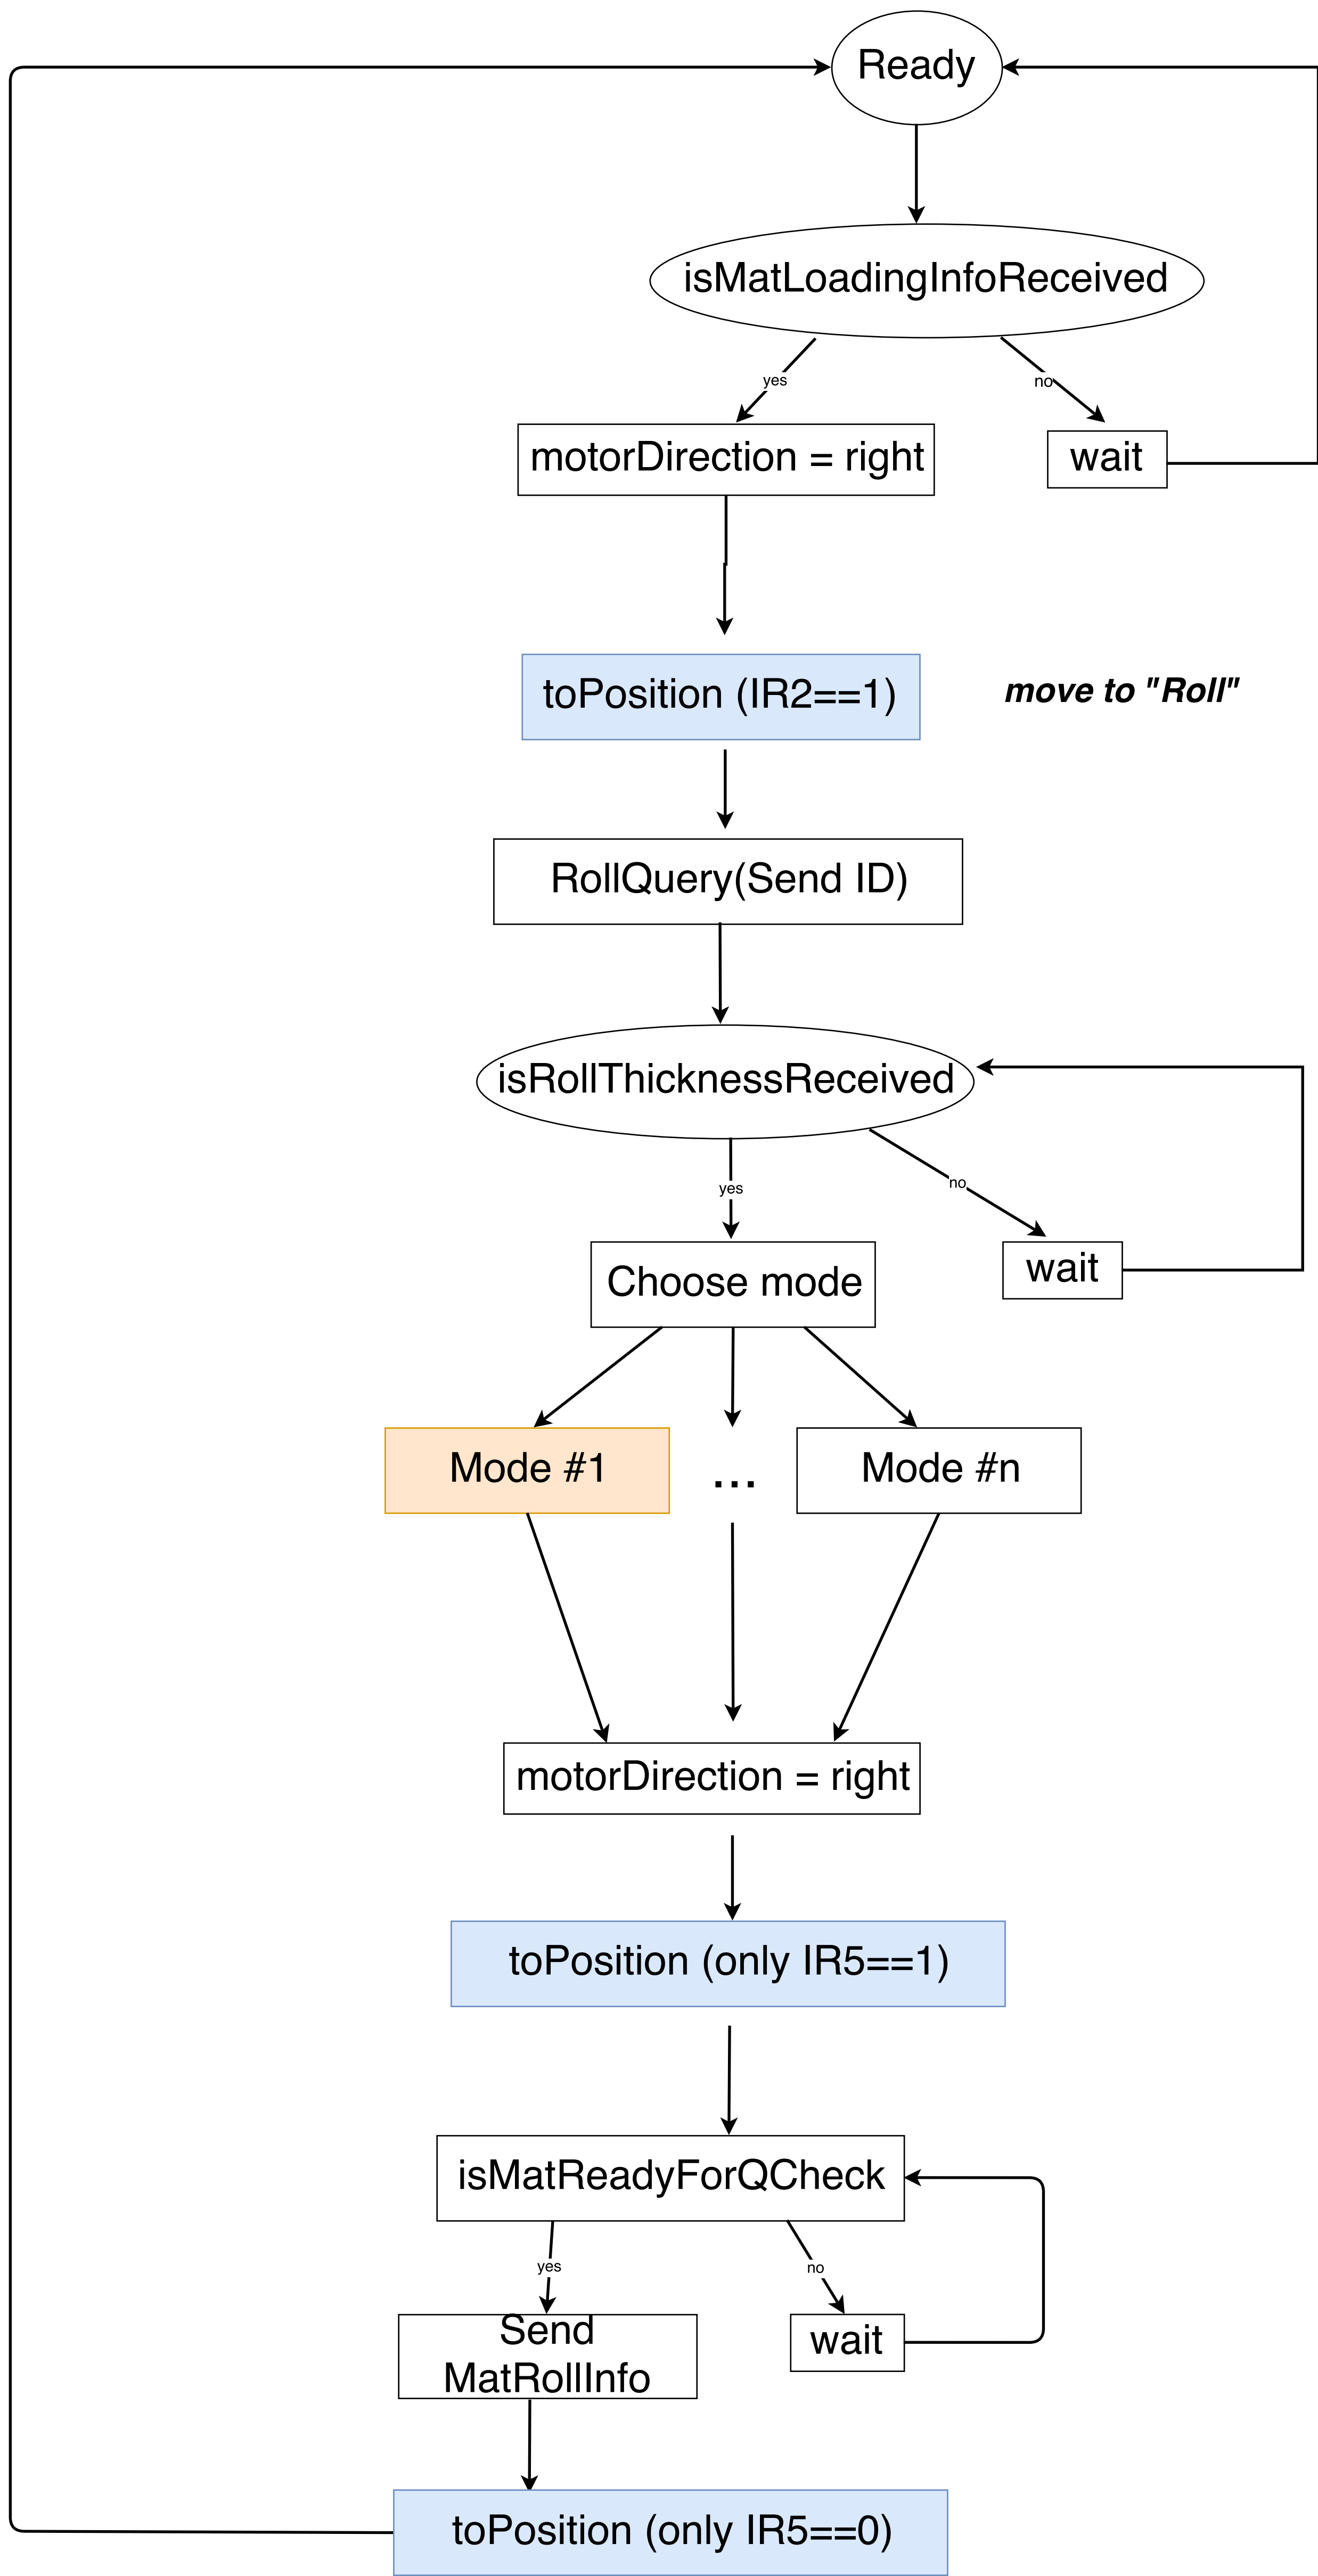 Ready
isMatLoadingInfoReceived
yes
no
motorDirection = right
wait
toPosition (IR2==1)
move to "Roll"
RollQuery(Send ID)
isRollThicknessReceived
yes
no
Choose mode
wait
Mode #1
...
Mode #n
motorDirection = right
toPosition (only IR5==1)
isMatReadyForQCheck
yes
no
Send
MatRollInfo
wait
toPosition (only IR5==0)